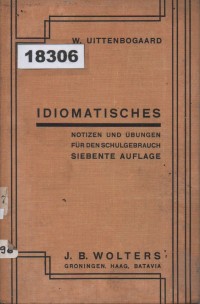 W. UITTENBOGAARD
18306
IDIOMATISCHES
NOTIZEN UND ÜBUNGEN
FÜR DEN SCHULGEBRAUCH
SIEBENTE AUFLAGE
J. B. WOLTERS
GRONINGEN, HAAG, BATAVIA